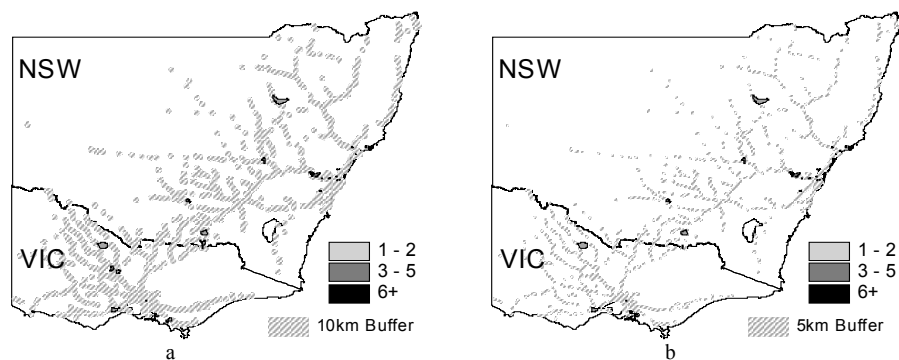 NSW
VIC
1 - 2
3 - 5
6+
10km Buffer
a
NSW
VIC
1 - 2
3 - 5
6+
5km Buffer
b